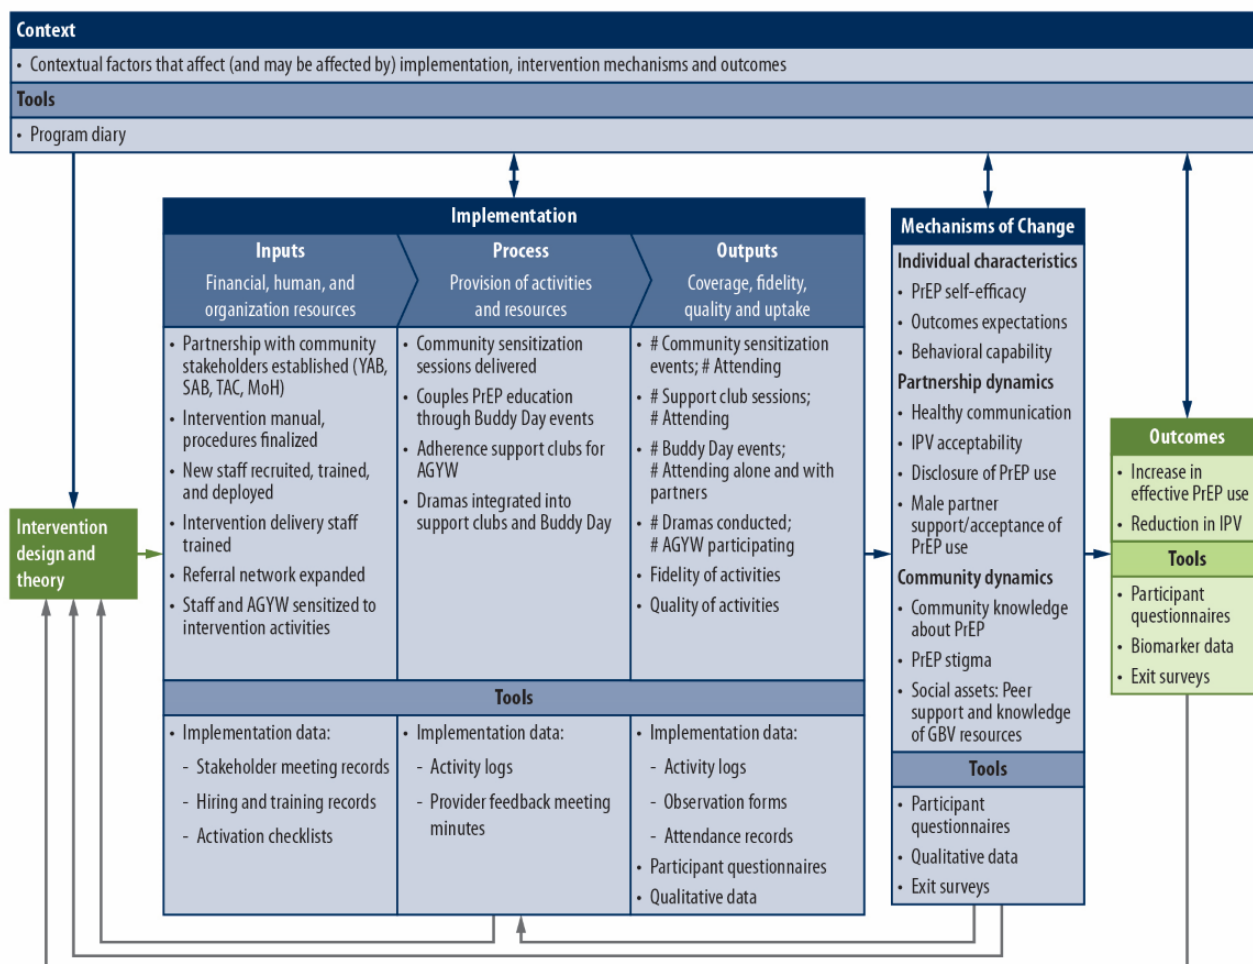 Context
• Contextual factors that affect (and may be affected by) implementation, intervention mechanisms and outcomes
Tools
• Program diary
Intervention
design and
theory
Implementation
Inputs
Financial, human, and
organization resources
• Partnership with community
stakeholders established (YAB,
SAB, TAC, MoH)
• Intervention manual,
procedures finalized
• New staff recruited, trained,
and deployed
• Intervention delivery staff
trained
• Referral network expanded
• Staff and AGYW sensitized to
intervention activities
Process
Provision of activities
and resources
• Community sensitization
sessions delivered
• Couples PrEP education
through Buddy Day events
• Adherence support clubs for
AGYW
• Dramas integrated into
support clubs and Buddy Day
Outputs
Coverage, fidelity,
quality and uptake
• # Community sensitization
events; # Attending
• # Support club sessions;
# Attending
• # Buddy Day events;
# Attending alone and with
partners
• # Dramas conducted;
# AGYW participating
• Fidelity of activities
• Quality of activities
Tools
• Implementation data:
- Stakeholder meeting records
- Hiring and training records
- Activation checklists
• Implementation data:
- Activity logs
- Provider feedback meeting
minutes
• Implementation data:
- Activity logs
- Observation forms
- Attendance records
• Participant questionnaires
• Qualitative data
Mechanisms of Change
Individual characteristics
• PrEP self-efficacy
• Outcomes expectations
• Behavioral capability
Partnership dynamics
• Healthy communication
• IPV acceptability
• Disclosure of PrEP use
• Male partner
support/acceptance of
PrEP use
Community dynamics
• Community knowledge
about PrEP
• PrEP stigma
• Social assets: Peer
support and knowledge
of GBV resources
Tools
• Participant
questionnaires
• Qualitative data
• Exit surveys
Outcomes
• Increase in
effective PrEP use
• Reduction in IPV
Tools
• Participant
questionnaires
• Biomarker data
• Exit surveys